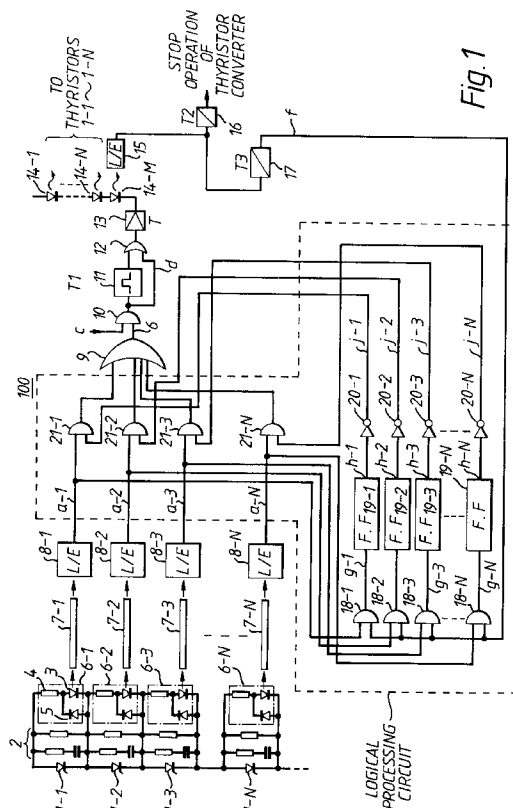 TO
THYRISTORS
1-1~1-N
14-1
14-N
14-M
STOP
OPERATION
OF
THYRISTOR
CONVERTER
L/E
15
T2
16
T3
17
f
Fig.1
13
T
12
T1
11
d
10
c
6
9
100
21-1
21-2
21-3
21-N
a-1
a-2
a-3
a-N
8-1
8-2
8-3
8-N
L/E
L/E
L/E
L/E
7-1
7-2
7-3
7-N
6-1
6-2
6-3
6-N
2
3
4
5
1-1
1-2
1-3
1-N
j-1
j-2
j-3
j-N
20-1
20-2
20-3
20-N
h-1
h-2
h-3
h-N
F.F 19-1
F.F 19-2
F.F 19-3
F.F
19-N
g-1
g-3
g-N
18-1
18-2
18-3
18-N
LOGICAL
PROCESSING
CIRCUIT